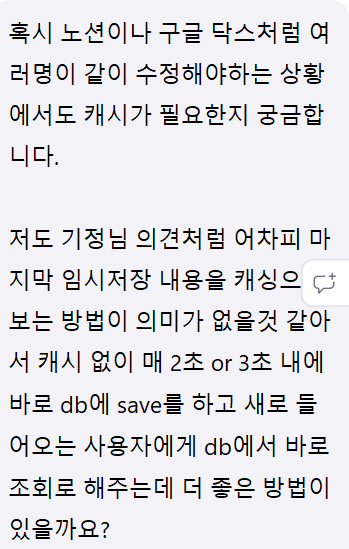 혹시 노션이나 구글 닥스처럼 여
러명이 같이 수정해야하는 상황
에서도 캐시가 필요한지 궁금합
니다.
저도 기정님 의견처럼 어차피 마
지막 임시저장 내용을 캐싱으
보는 방법이 의미가 없을것 같아
서 캐시 없이 매 2초 or 3초 내에
바로 db에 save를 하고 새로 들
어오는 사용자에게 db에서 바로
조회로 해주는데 더 좋은 방법이
있을까요?